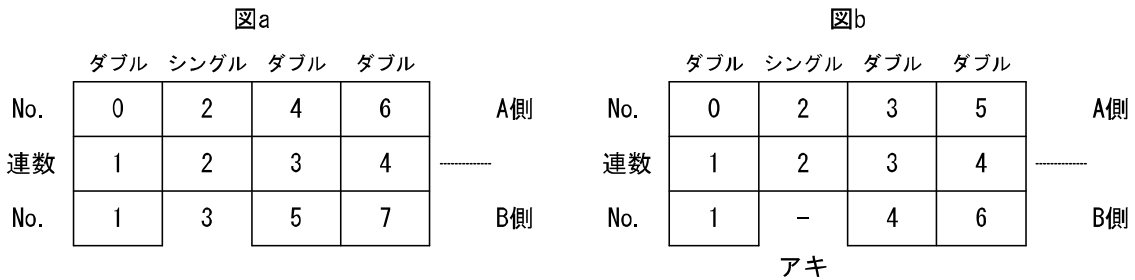 図a 図b
ダブル シングル ダブル ダブル ダブル シングル ダブル ダブル
No. 0 2 4 6 A側 No. 0 2 3 5 A側
連数 1 2 3 4 連数 1 2 3 4
No. 1 3 5 7 B側 No. 1 − 4 6 B側
アキ